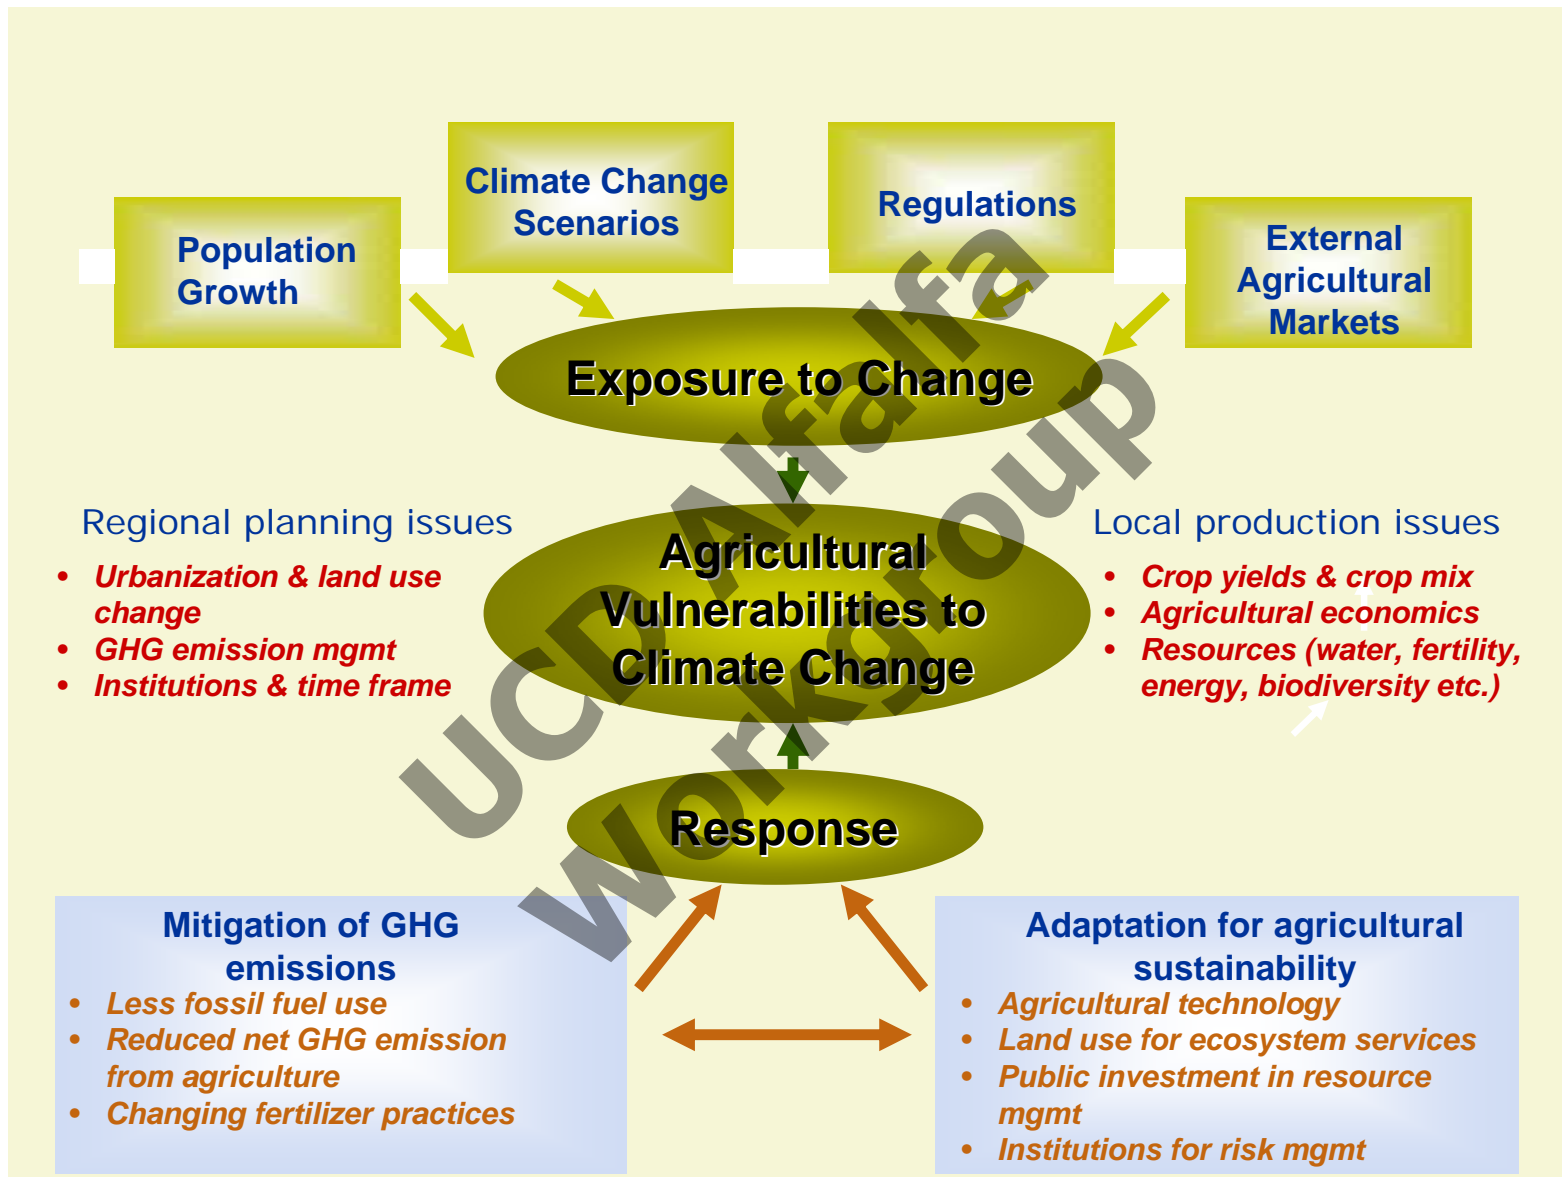 Climate Change
Scenarios
Regulations
Population
Growth
External
Agricultural
Markets
Exposure to Change
Regional planning issues
• Urbanization & land use
change
• GHG emission mgmt
• Institutions & time frame
Agricultural
Vulnerabilities to
Climate Change
Local production issues
• Crop yields & crop mix
• Agricultural economics
• Resources (water, fertility,
energy, biodiversity etc.)
Response
Mitigation of GHG
emissions
• Less fossil fuel use
• Reduced net GHG emission
from agriculture
• Changing fertilizer practices
Adaptation for agricultural
sustainability
• Agricultural technology
• Land use for ecosystem services
• Public investment in resource
mgmt
• Institutions for risk mgmt
UCD Alfalfa
Workgroup